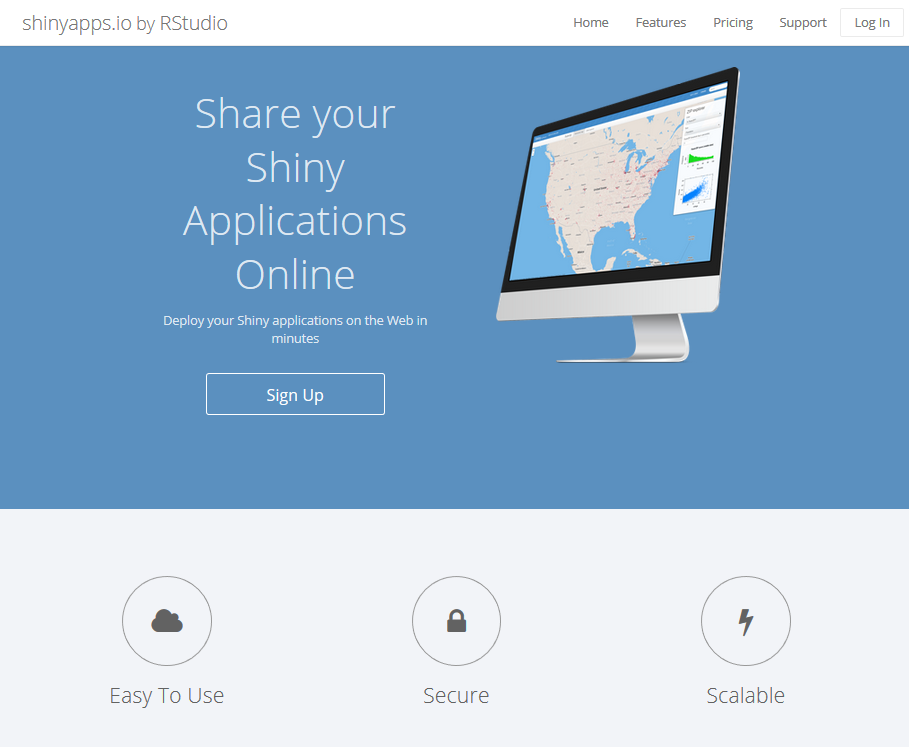 shinyapps.io by RStudio
Home Features Pricing Support Log In
Share your
Shiny
Applications
Online
Deploy your Shiny applications on the Web in
minutes
Sign Up
Easy To Use Secure Scalable